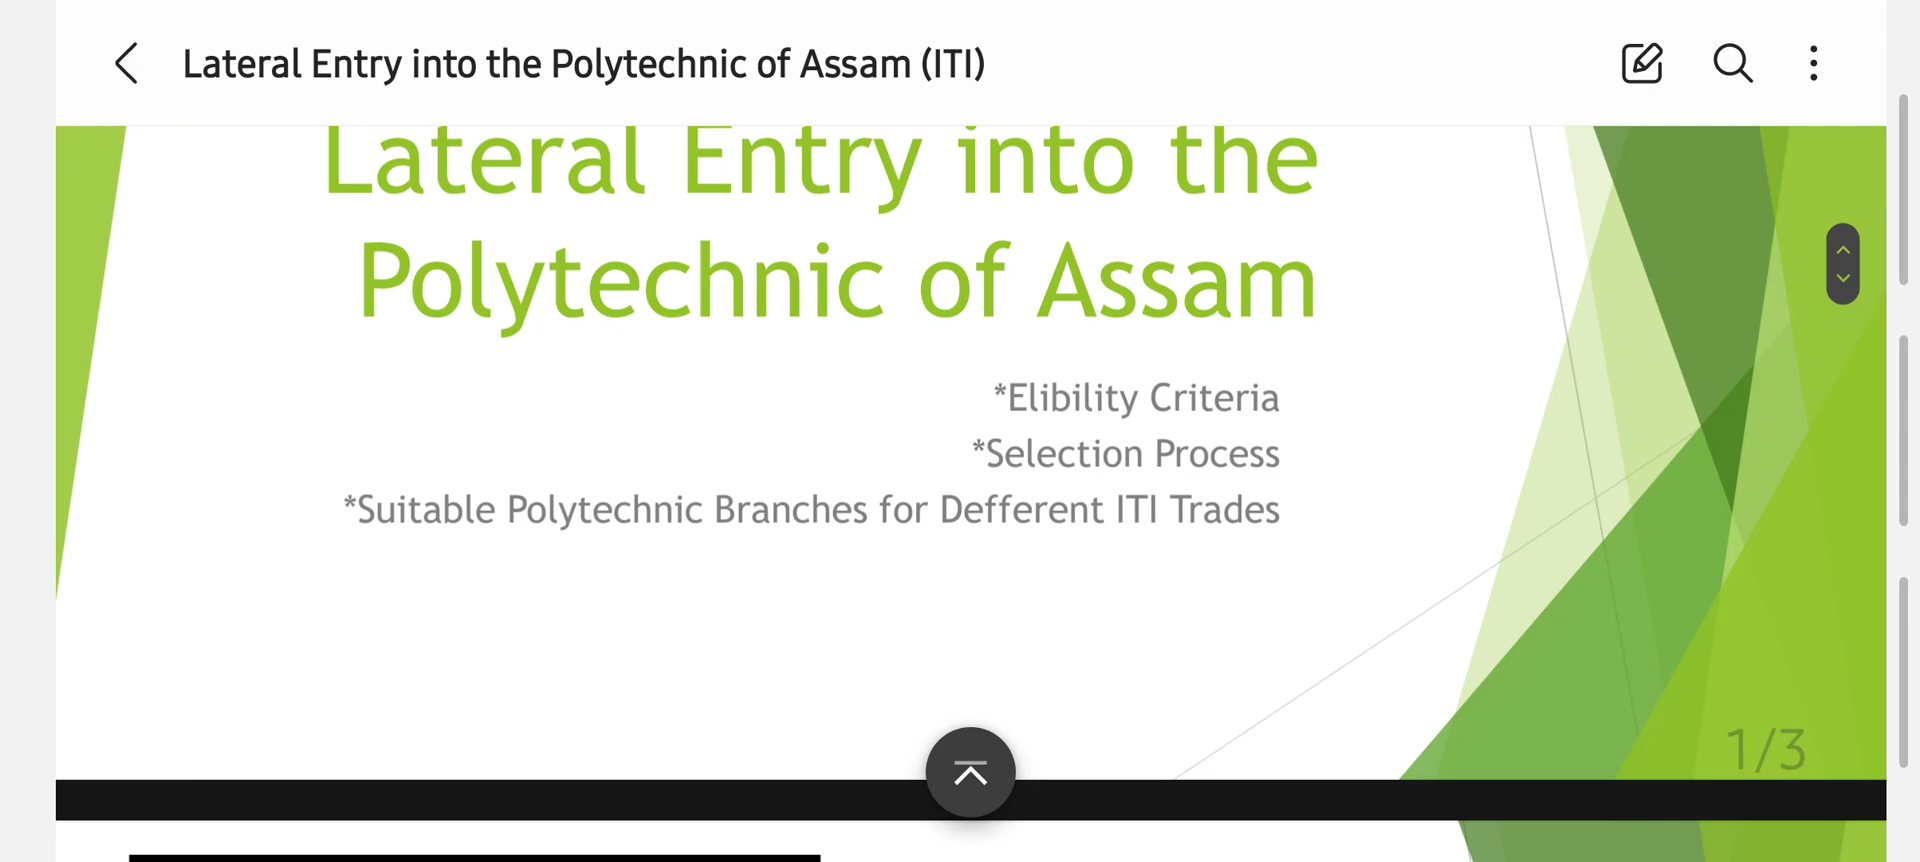 Lateral Entry into the Polytechnic of Assam (ITI)
Lateral Entry into the
Polytechnic of Assam
*Elibility Criteria
*Selection Process
*Suitable Polytechnic Branches for Defferent ITI Trades
1/3